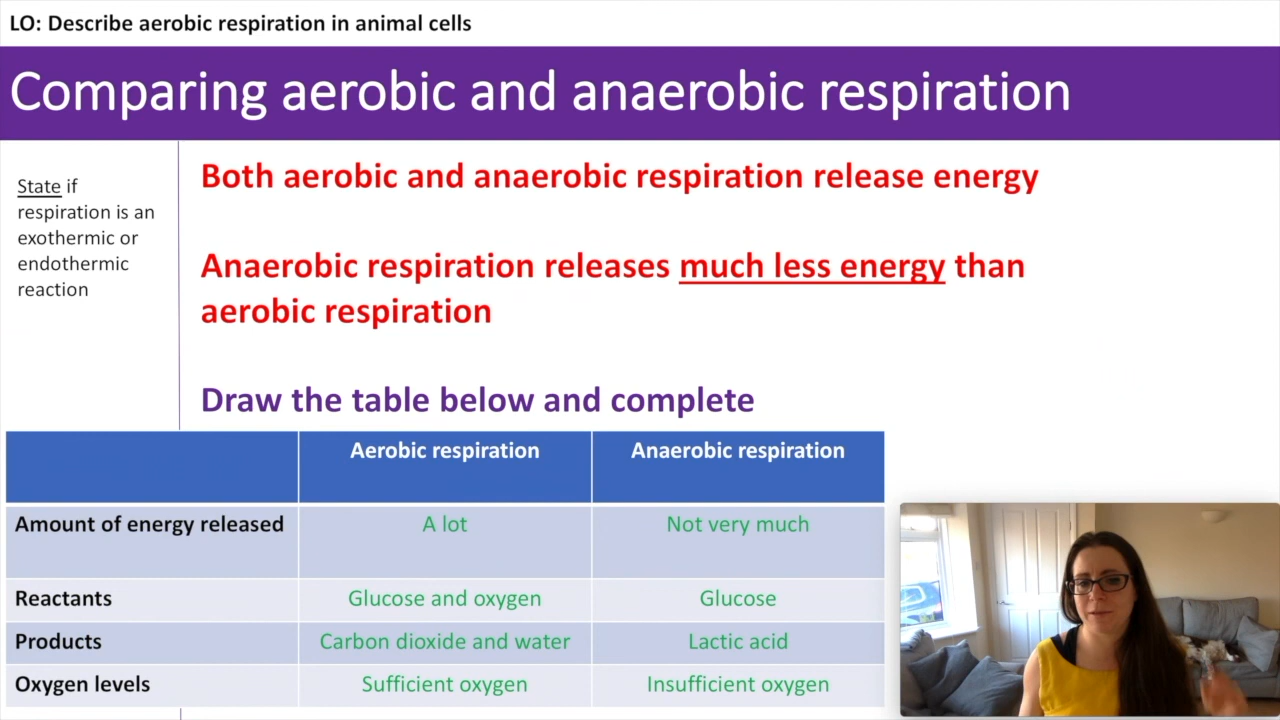 LO: Describe aerobic respiration in animal cells
Comparing aerobic and anaerobic respiration
State if
respiration is an
exothermic or
endothermic
reaction
Both aerobic and anaerobic respiration release energy
Anaerobic respiration releases much less energy than
aerobic respiration
Draw the table below and complete
Aerobic respiration Anaerobic respiration
Amount of energy released A lot Not very much
Reactants Glucose and oxygen Glucose
Products Carbon dioxide and water Lactic acid
Oxygen levels Sufficient oxygen Insufficient oxygen